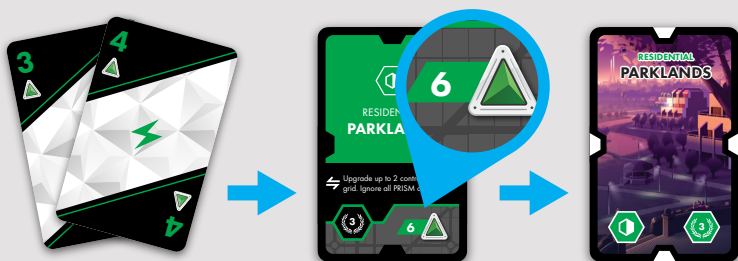 3
4
4
RESIDEN
PARKLA
6
Upgrade up to 2 contr
grid. Ignore all PRISM
3
6
RESIDENTIAL
PARKLANDS
3